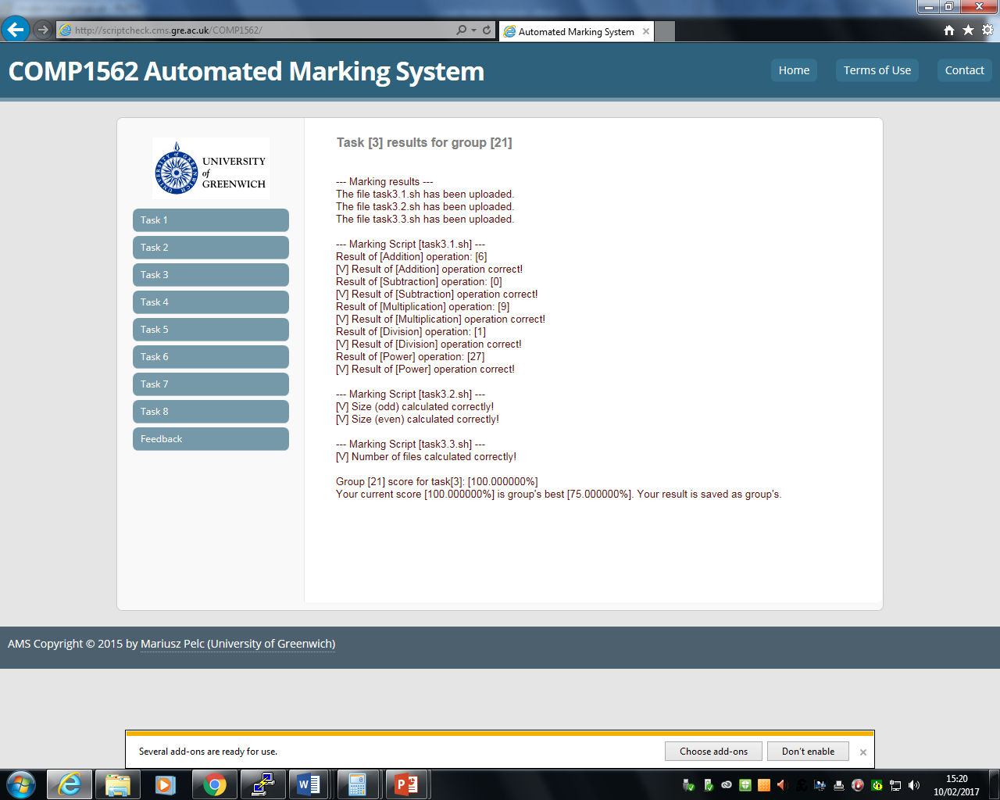 http://scriptcheck.cms.gre.ac.uk/COMP1562/
Automated Marking System
COMP1562 Automated Marking System
Home
Terms of Use
Contact
UNIVERSITY
of
GREENWICH
UNIVERSITY OF GREENWICH
Task 1
Task 2
Task 3
Task 4
Task 5
Task 6
Task 7
Task 8
Feedback
Task [3] results for group [21]
--- Marking results ---
The file task3.1.sh has been uploaded.
The file task3.2.sh has been uploaded.
The file task3.3.sh has been uploaded.
--- Marking Script [task3.1.sh] ---
Result of [Addition] operation: [6]
[V] Result of [Addition] operation correct!
Result of [Subtraction] operation: [0]
[V] Result of [Subtraction] operation correct!
Result of [Multiplication] operation: [9]
[V] Result of [Multiplication] operation correct!
Result of [Division] operation: [1]
[V] Result of [Division] operation correct!
Result of [Power] operation: [27]
[V] Result of [Power] operation correct!
--- Marking Script [task3.2.sh] ---
[V] Size (odd) calculated correctly!
[V] Size (even) calculated correctly!
--- Marking Script [task3.3.sh] ---
[V] Number of files calculated correctly!
Group [21] score for task[3]: [100.000000%]
Your current score [100.000000%] is group's best [75.000000%]. Your result is saved as group's.
AMS Copyright © 2015 by Mariusz Pelc (University of Greenwich)
Several add-ons are ready for use.
Choose add-ons
Don't enable
15:20
10/02/2017